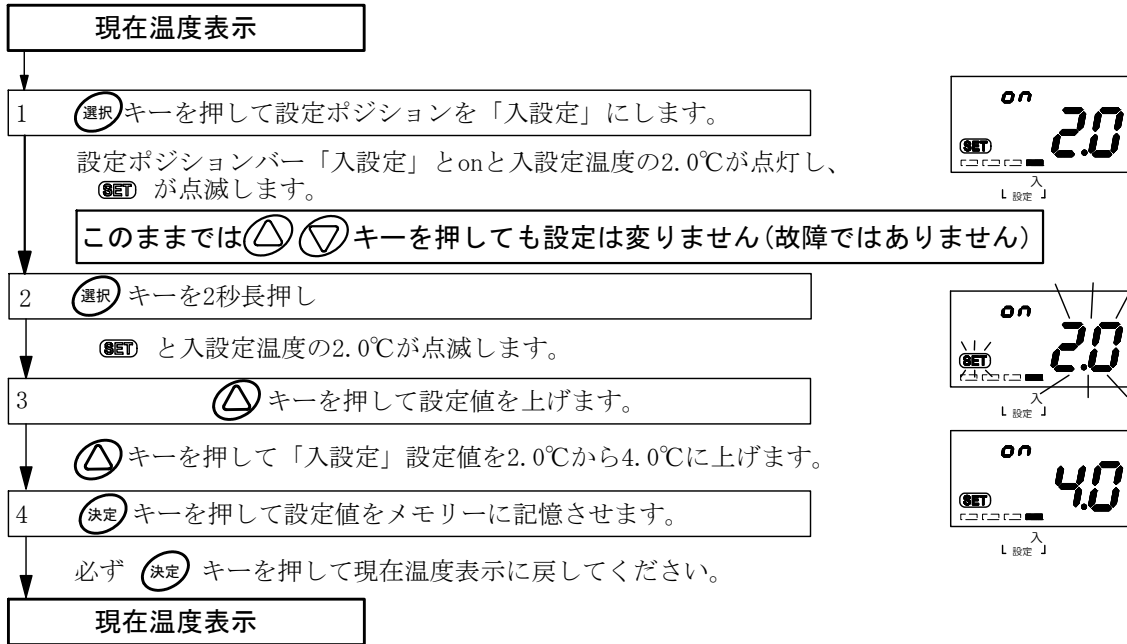 現在温度表示
1 選択キーを押して設定ポジションを「入設定」にします。
設定ポジションバー「入設定」とonと入設定温度の2.0℃が点灯し、
SET が点滅します。
このままでは△▽キーを押しても設定は変りません(故障ではありません)
2 選択キーを2秒長押し
SET と入設定温度の2.0℃が点滅します。
3 △キーを押して設定値を上げます。
△キーを押して「入設定」設定値を2.0℃から4.0℃に上げます。
4 決定キーを押して設定値をメモリーに記憶させます。
必ず 決定 キーを押して現在温度表示に戻してください。
現在温度表示
on
SET 2.0
入
設定
on
SET 2.0
入
設定
on
SET 4.0
入
設定